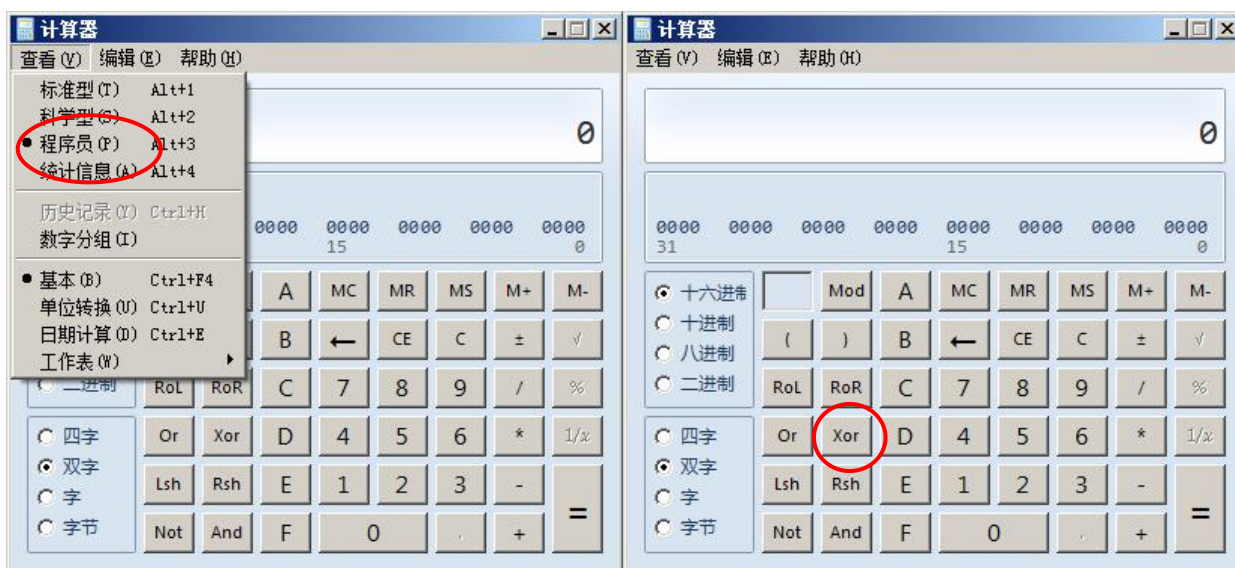 计算器
查看(V) 编辑(E) 帮助(H)
标准型(T) Alt+1
科学型(S) Alt+2
程序员(P) Alt+3
统计信息(A) Alt+4
历史记录(Y) Ctrl+H
数字分组(I)
基本(B) Ctrl+F4
单位转换(U) Ctrl+U
日期计算(D) Ctrl+E
工作表(W)
0
0000 0000 0000 0000 0000
15 0
A MC MR MS M+ M-
B ← CE C ± √
二进制 RoL RoR C 7 8 9 / %
四字 Or Xor D 4 5 6 * 1/x
双字
字 Lsh Rsh E 1 2 3 - =
字节 Not And F 0 . +
计算器
查看(V) 编辑(E) 帮助(H)
0
0000 0000 0000 0000 0000 0000 0000 0000
31 15 0
十六进制 Mod A MC MR MS M+ M-
十进制 ( ) B ← CE C ± √
八进制
二进制 RoL RoR C 7 8 9 / %
四字 Or Xor D 4 5 6 * 1/x
双字
字 Lsh Rsh E 1 2 3 - =
字节 Not And F 0 . +